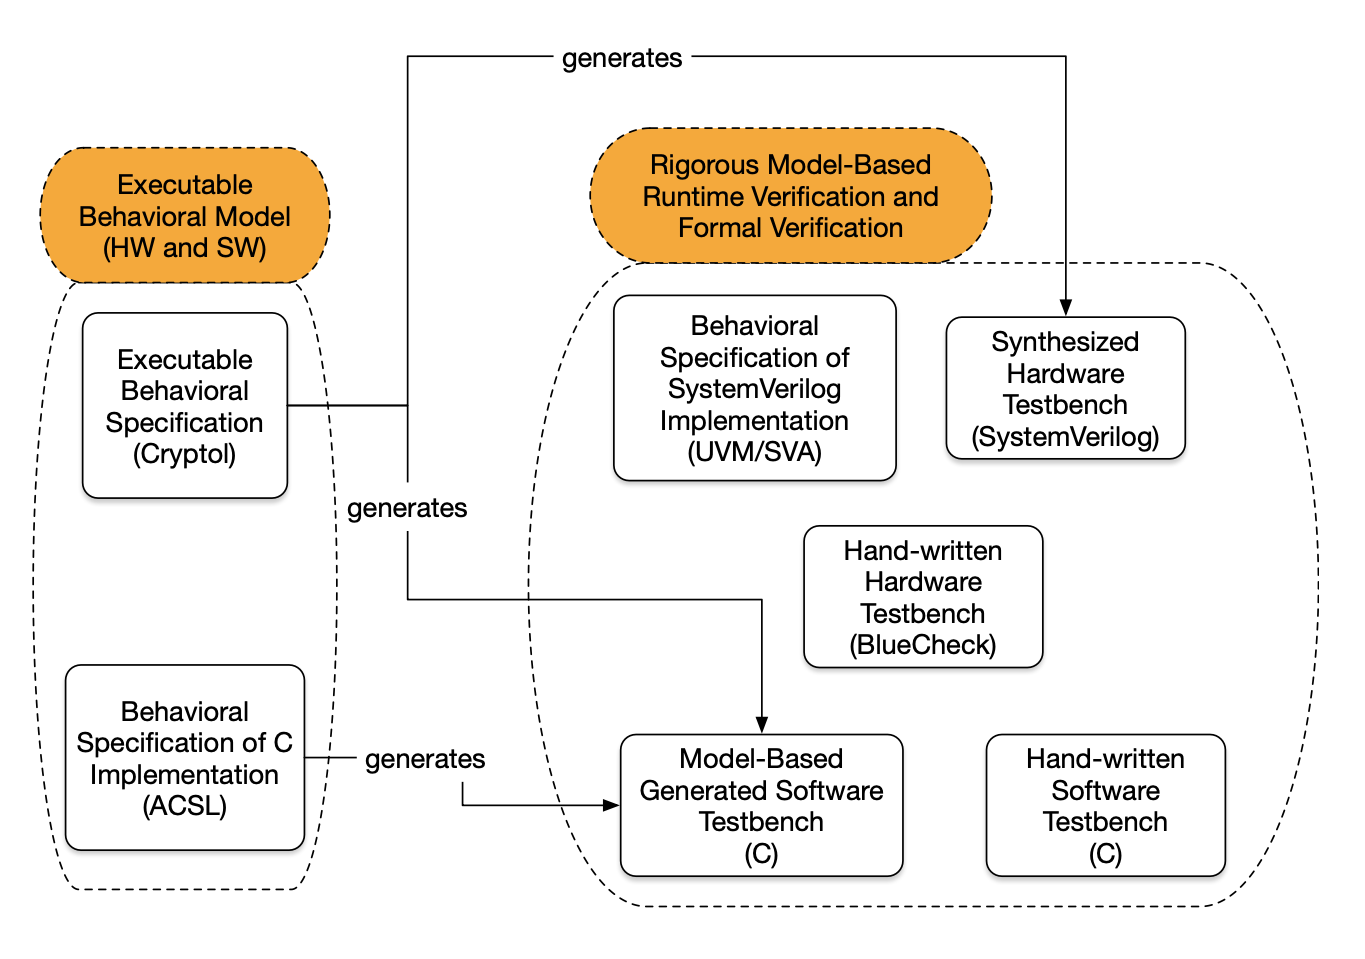 generates
Executable
Behavioral Model
(HW and SW)
Rigorous Model-Based
Runtime Verification and
Formal Verification
Executable
Behavioral
Specification
(Cryptol)
Behavioral
Specification of
SystemVerilog
Implementation
(UVM/SVA)
Synthesized
Hardware
Testbench
(SystemVerilog)
generates
Hand-written
Hardware
Testbench
(BlueCheck)
Behavioral
Specification of C
Implementation
(ACSL)
generates
Model-Based
Generated Software
Testbench
(C)
Hand-written
Software
Testbench
(C)